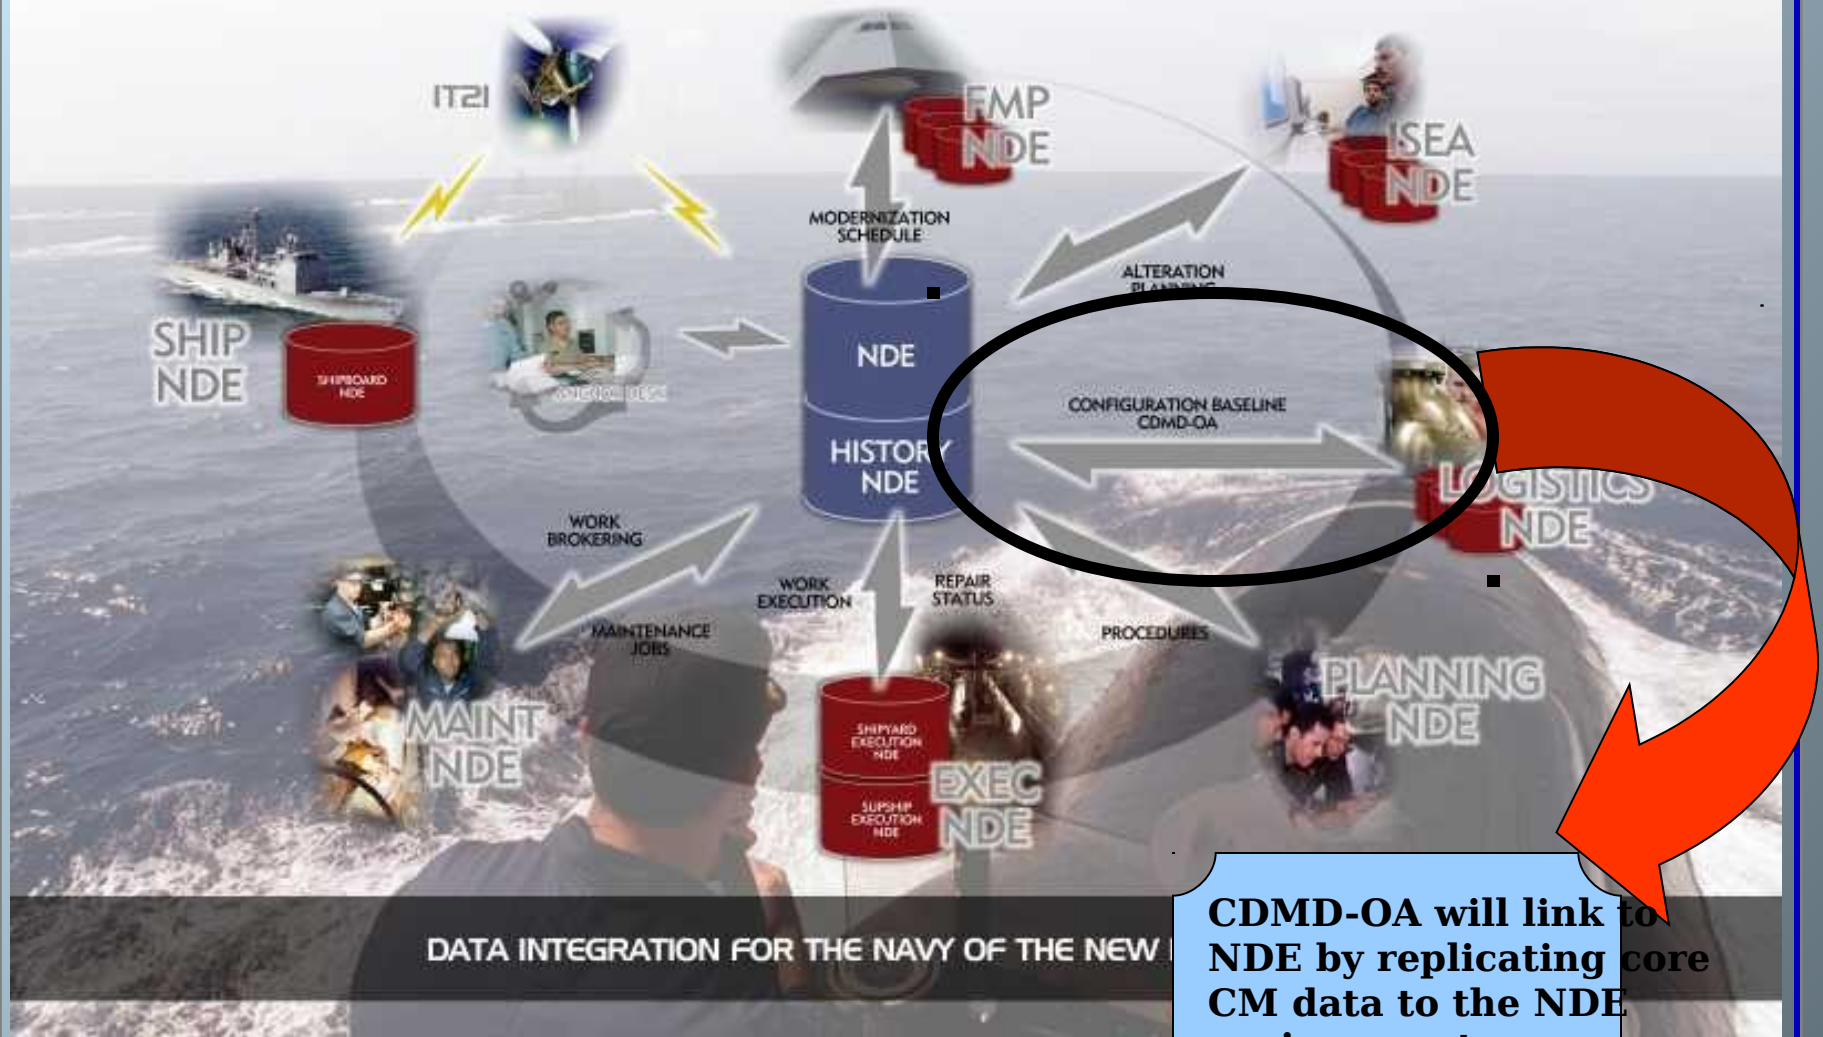 IT21
FMP
NDE
ISEA
NDE
MODERNIZATION
SCHEDULE
ALTERATION
PLANNING
SHIP
NDE
SHIPBOARD
NDE
ANCHOR DESK
NDE
HISTORY
NDE
CONFIGURATION BASELINE
CDMD-OA
LOGISTICS
NDE
WORK
BROKERING
WORK
EXECUTION
REPAIR
STATUS
MAINTENANCE
JOBS
PROCEDURES
MAINT
NDE
SHIPYARD
EXECUTION
NDE
SUPSHIP
EXECUTION
NDE
EXEC
NDE
PLANNING
NDE
DATA INTEGRATION FOR THE NAVY OF THE NEW
CDMD-OA will link to
NDE by replicating core
CM data to the NDE